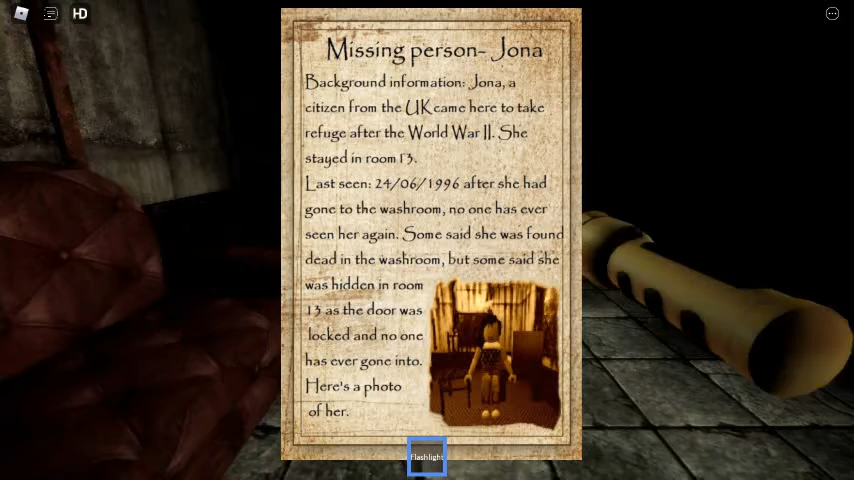 HD
Missing person- Jona
Background information: Jona, a
citizen from the UK came here to take
refuge after the World War II. She
stayed in room 13.
Last seen: 24/06/1996 after she had
gone to the washroom, no one has ever
seen her again. Some said she was found
dead in the washroom, but some said she
was hidden in room
13 as the door was
locked and no one
has ever gone into.
Here's a photo
of her.
Flashlight